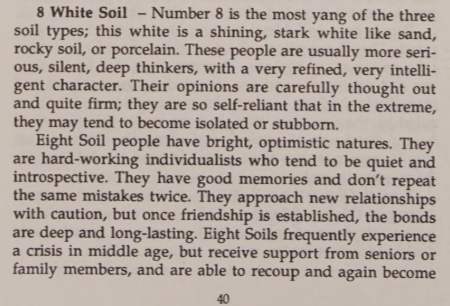 8 White Soil – Number 8 is the most yang of the three
soil types; this white is a shining, stark white like sand,
rocky soil, or porcelain. These people are usually more seri-
ous, silent, deep thinkers, with a very refined, very intelli-
gent character. Their opinions are carefully thought out
and quite firm; they are so self-reliant that in the extreme,
they may tend to become isolated or stubborn.
Eight Soil people have bright, optimistic natures. They
are hard-working individualists who tend to be quiet and
introspective. They have good memories and don't repeat
the same mistakes twice. They approach new relationships
with caution, but once friendship is established, the bonds
are deep and long-lasting. Eight Soils frequently experience
a crisis in middle age, but receive support from seniors or
family members, and are able to recoup and again become
40